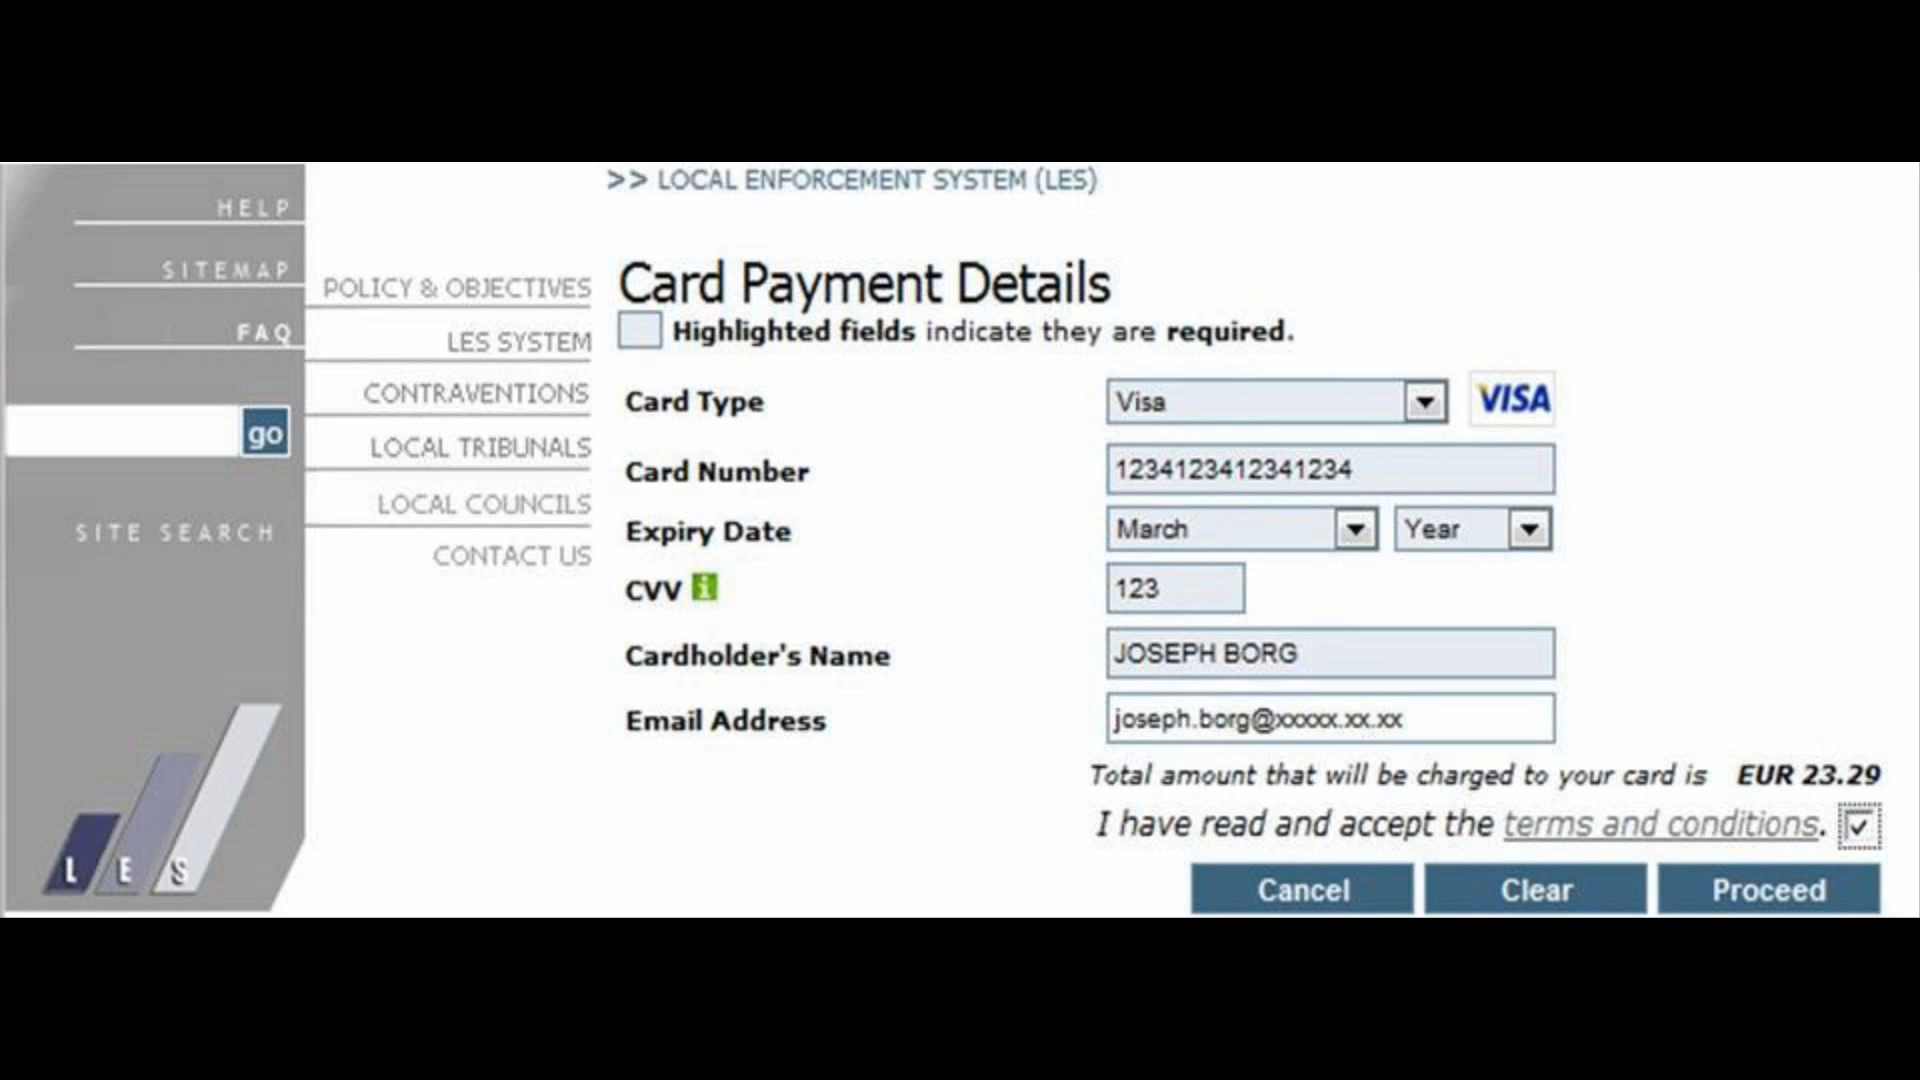 HELP
SITEMAP
FAQ
go
SITE SEARCH
L E S
POLICY & OBJECTIVES
LES SYSTEM
CONTRAVENTIONS
LOCAL TRIBUNALS
LOCAL COUNCILS
CONTACT US
>> LOCAL ENFORCEMENT SYSTEM (LES)
Card Payment Details
Highlighted fields indicate they are required.
Card Type Visa VISA
Card Number 1234123412341234
Expiry Date March Year
CVV i 123
Cardholder's Name JOSEPH BORG
Email Address joseph.borg@xxxxx.xx.xx
Total amount that will be charged to your card is EUR 23.29
I have read and accept the terms and conditions.
Cancel Clear Proceed